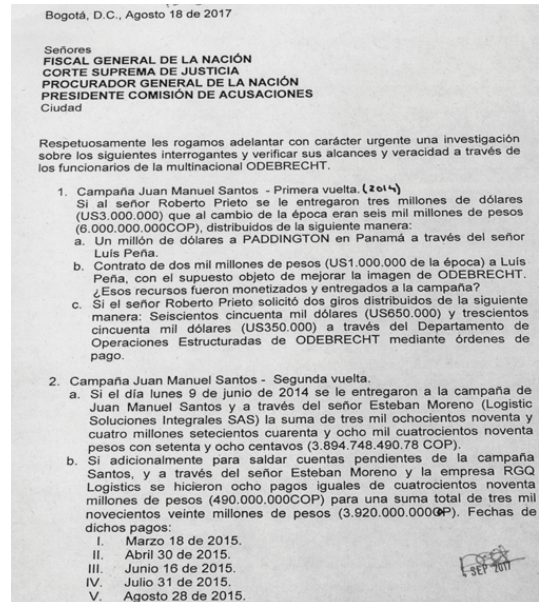 Bogotá, D.C., Agosto 18 de 2017
Señores
FISCAL GENERAL DE LA NACIÓN
CORTE SUPREMA DE JUSTICIA
PROCURADOR GENERAL DE LA NACIÓN
PRESIDENTE COMISIÓN DE ACUSACIONES
Ciudad
Respetuosamente les rogamos adelantar con carácter urgente una investigación
sobre los siguientes interrogantes y verificar sus alcances y veracidad a través de
los funcionarios de la multinacional ODEBRECHT.
1. Campaña Juan Manuel Santos - Primera vuelta. (2014)
Si al señor Roberto Prieto se le entregaron tres millones de dólares
(US3.000.000) que al cambio de la época eran seis mil millones de pesos
(6.000.000.000COP), distribuidos de la siguiente manera:
a. Un millón de dólares a PADDINGTON en Panamá a través del señor
Luís Peña.
b. Contrato de dos mil millones de pesos (US1.000.000 de la época) a Luís
Peña, con el supuesto objeto de mejorar la imagen de ODEBRECHT.
¿Esos recursos fueron monetizados y entregados a la campaña?
c. Si el señor Roberto Prieto solicitó dos giros distribuidos de la siguiente
manera: Seiscientos cincuenta mil dólares (US650.000) y trescientos
cincuenta mil dólares (US350.000) a través del Departamento de
Operaciones Estructuradas de ODEBRECHT mediante órdenes de
pago.
2. Campaña Juan Manuel Santos - Segunda vuelta.
a. Si el día lunes 9 de junio de 2014 se le entregaron a la campaña de
Juan Manuel Santos y a través del señor Esteban Moreno (Logistic
Soluciones Integrales SAS) la suma de tres mil ochocientos noventa y
cuatro millones setecientos cuarenta y ocho mil cuatrocientos noventa
pesos con setenta y ocho centavos (3.894.748.490.78 COP).
b. Si adicionalmente para saldar cuentas pendientes de la campaña
Santos, y a través del señor Esteban Moreno y la empresa RGQ
Logistics se hicieron ocho pagos iguales de cuatrocientos noventa
millones de pesos (490.000.000COP) para una suma total de tres mil
novecientos veinte millones de pesos (3.920.000.000OP). Fechas de
dichos pagos:
I. Marzo 18 de 2015.
II. Abril 30 de 2015.
III. Junio 16 de 2015.
IV. Julio 31 de 2015.
V. Agosto 28 de 2015.
SEP 2017